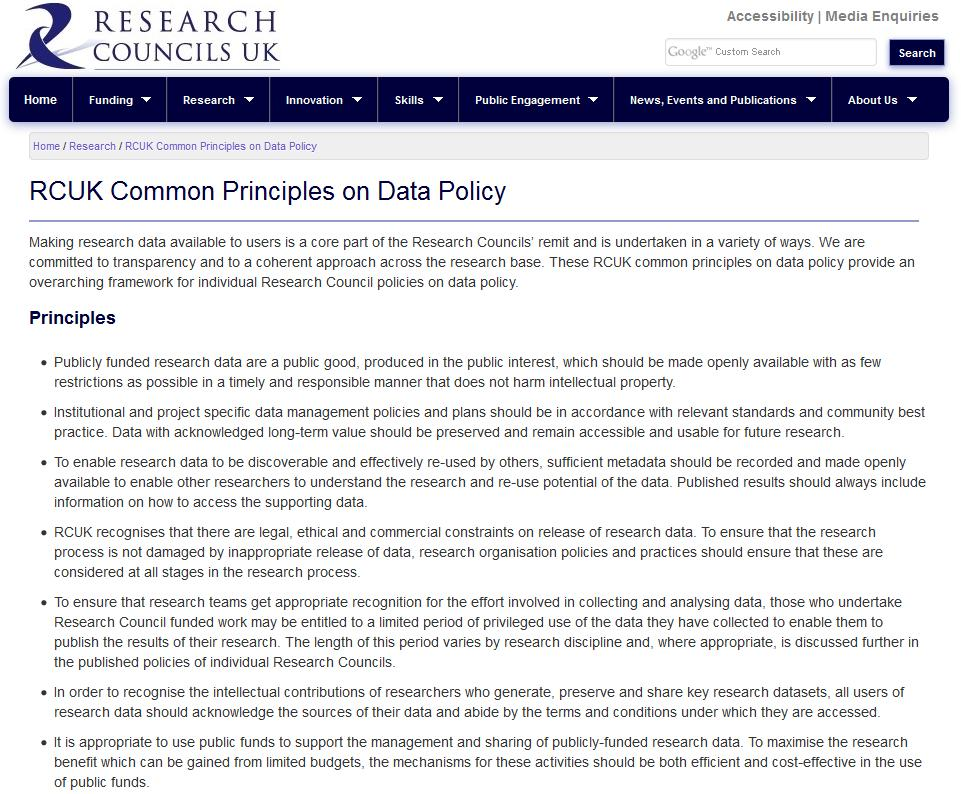 RESEARCH
COUNCILS UK
Accessibility | Media Enquiries
Google™ Custom Search
Search
Home Funding Research Innovation Skills Public Engagement News, Events and Publications About Us
Home / Research / RCUK Common Principles on Data Policy
RCUK Common Principles on Data Policy
Making research data available to users is a core part of the Research Councils' remit and is undertaken in a variety of ways. We are
committed to transparency and to a coherent approach across the research base. These RCUK common principles on data policy provide an
overarching framework for individual Research Council policies on data policy.
Principles
• Publicly funded research data are a public good, produced in the public interest, which should be made openly available with as few
restrictions as possible in a timely and responsible manner that does not harm intellectual property.
• Institutional and project specific data management policies and plans should be in accordance with relevant standards and community best
practice. Data with acknowledged long-term value should be preserved and remain accessible and usable for future research.
• To enable research data to be discoverable and effectively re-used by others, sufficient metadata should be recorded and made openly
available to enable other researchers to understand the research and re-use potential of the data. Published results should always include
information on how to access the supporting data.
• RCUK recognises that there are legal, ethical and commercial constraints on release of research data. To ensure that the research
process is not damaged by inappropriate release of data, research organisation policies and practices should ensure that these are
considered at all stages in the research process.
• To ensure that research teams get appropriate recognition for the effort involved in collecting and analysing data, those who undertake
Research Council funded work may be entitled to a limited period of privileged use of the data they have collected to enable them to
publish the results of their research. The length of this period varies by research discipline and, where appropriate, is discussed further in
the published policies of individual Research Councils.
• In order to recognise the intellectual contributions of researchers who generate, preserve and share key research datasets, all users of
research data should acknowledge the sources of their data and abide by the terms and conditions under which they are accessed.
• It is appropriate to use public funds to support the management and sharing of publicly-funded research data. To maximise the research
benefit which can be gained from limited budgets, the mechanisms for these activities should be both efficient and cost-effective in the use
of public funds.